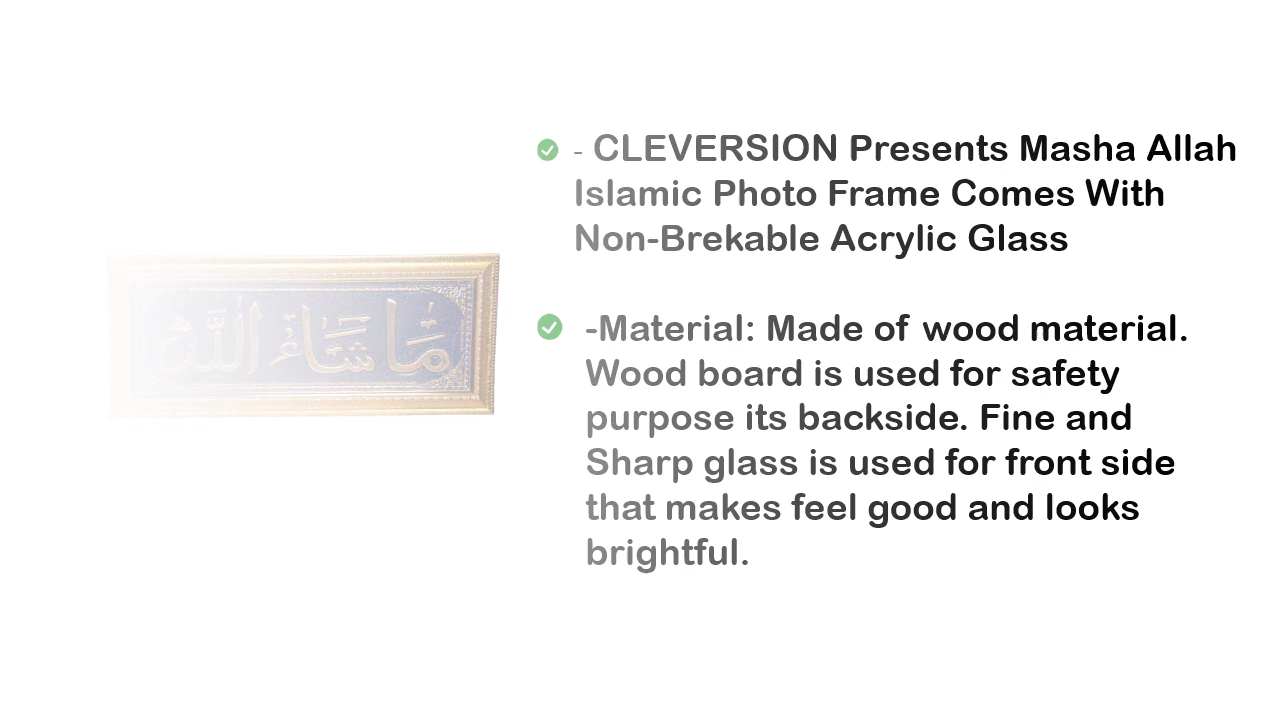 ما شاء الله
- CLEVERSION Presents Masha Allah
Islamic Photo Frame Comes With
Non-Brekable Acrylic Glass
-Material: Made of wood material.
Wood board is used for safety
purpose its backside. Fine and
Sharp glass is used for front side
that makes feel good and looks
brightful.